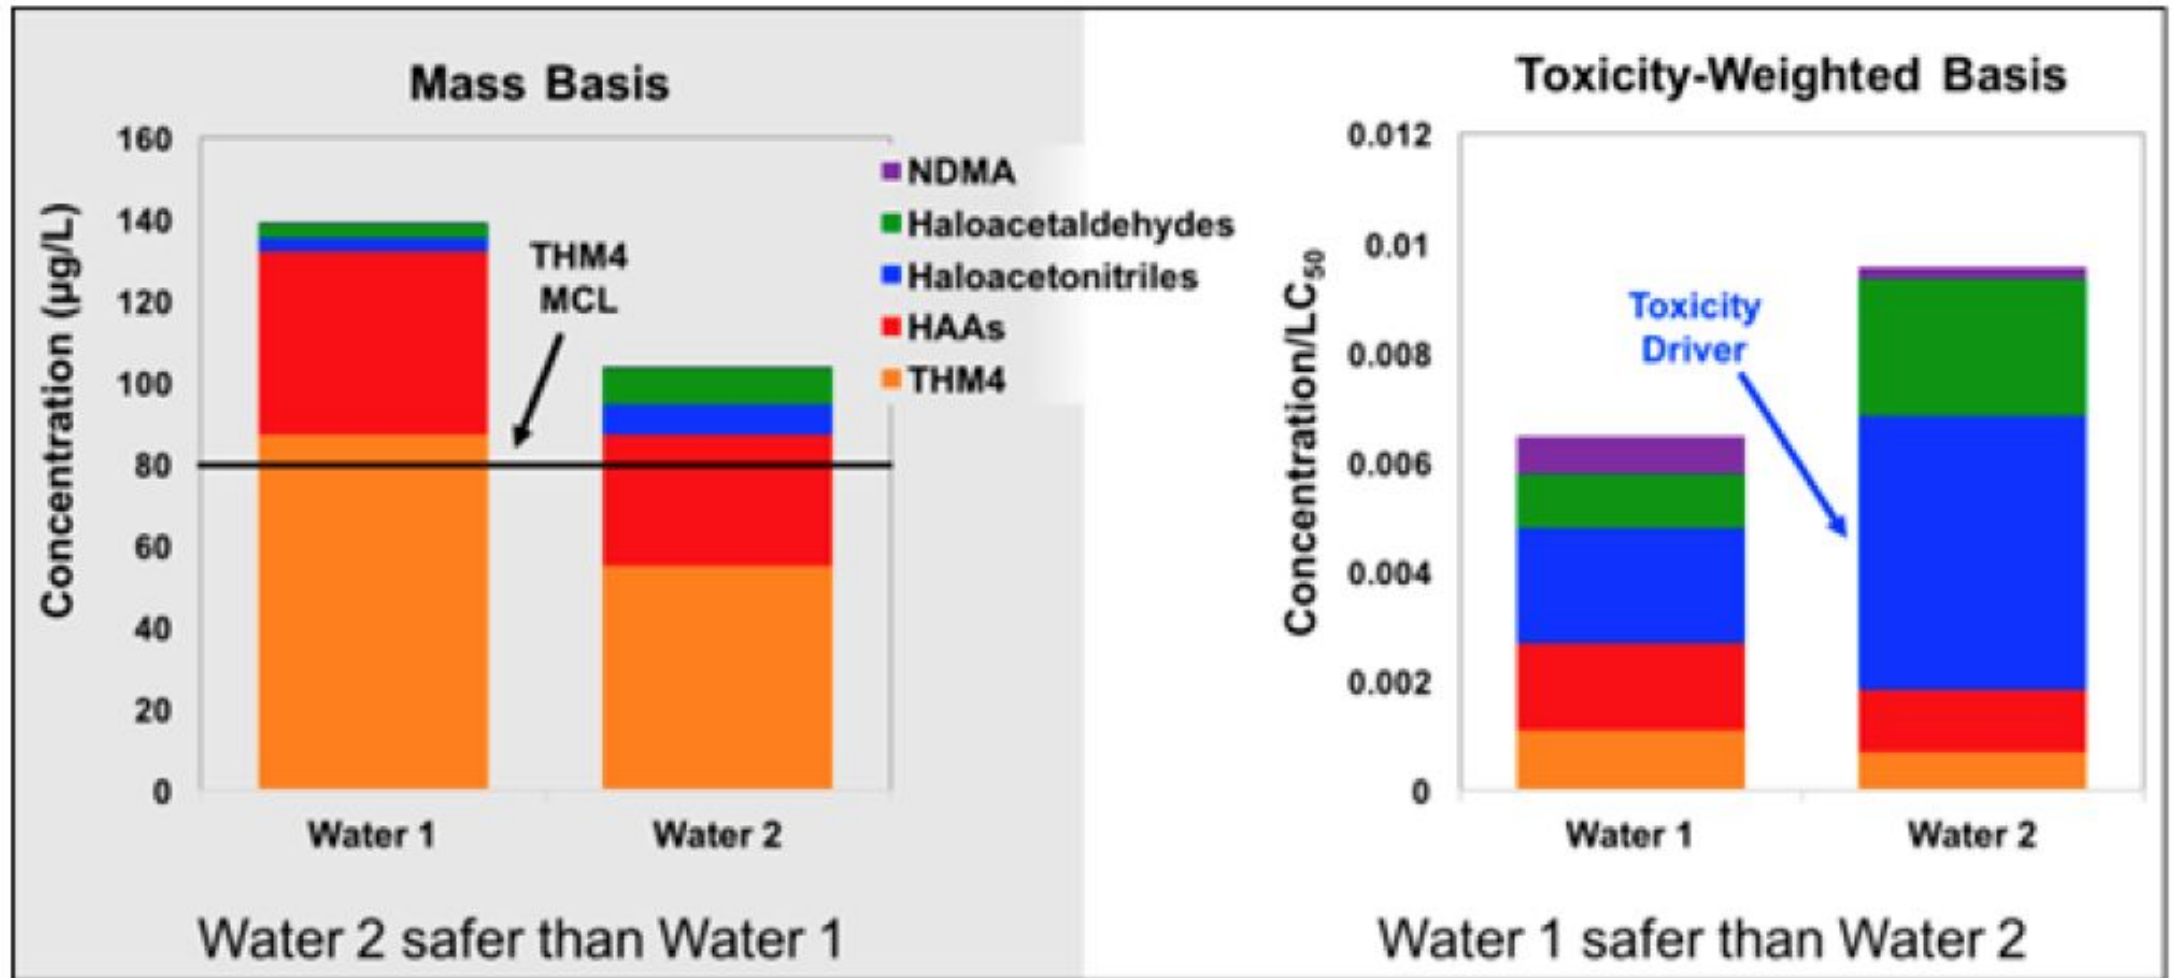 Mass Basis
Concentration (µg/L)
160
140
120
100
80
60
40
20
0
THM4
MCL
Water 1
Water 2
Water 2 safer than Water 1
NDMA
Haloacetaldehydes
Haloacetonitriles
HAAs
THM4
Toxicity-Weighted Basis
Concentration/LC50
0.012
0.01
0.008
0.006
0.004
0.002
0
Toxicity
Driver
Water 1
Water 2
Water 1 safer than Water 2